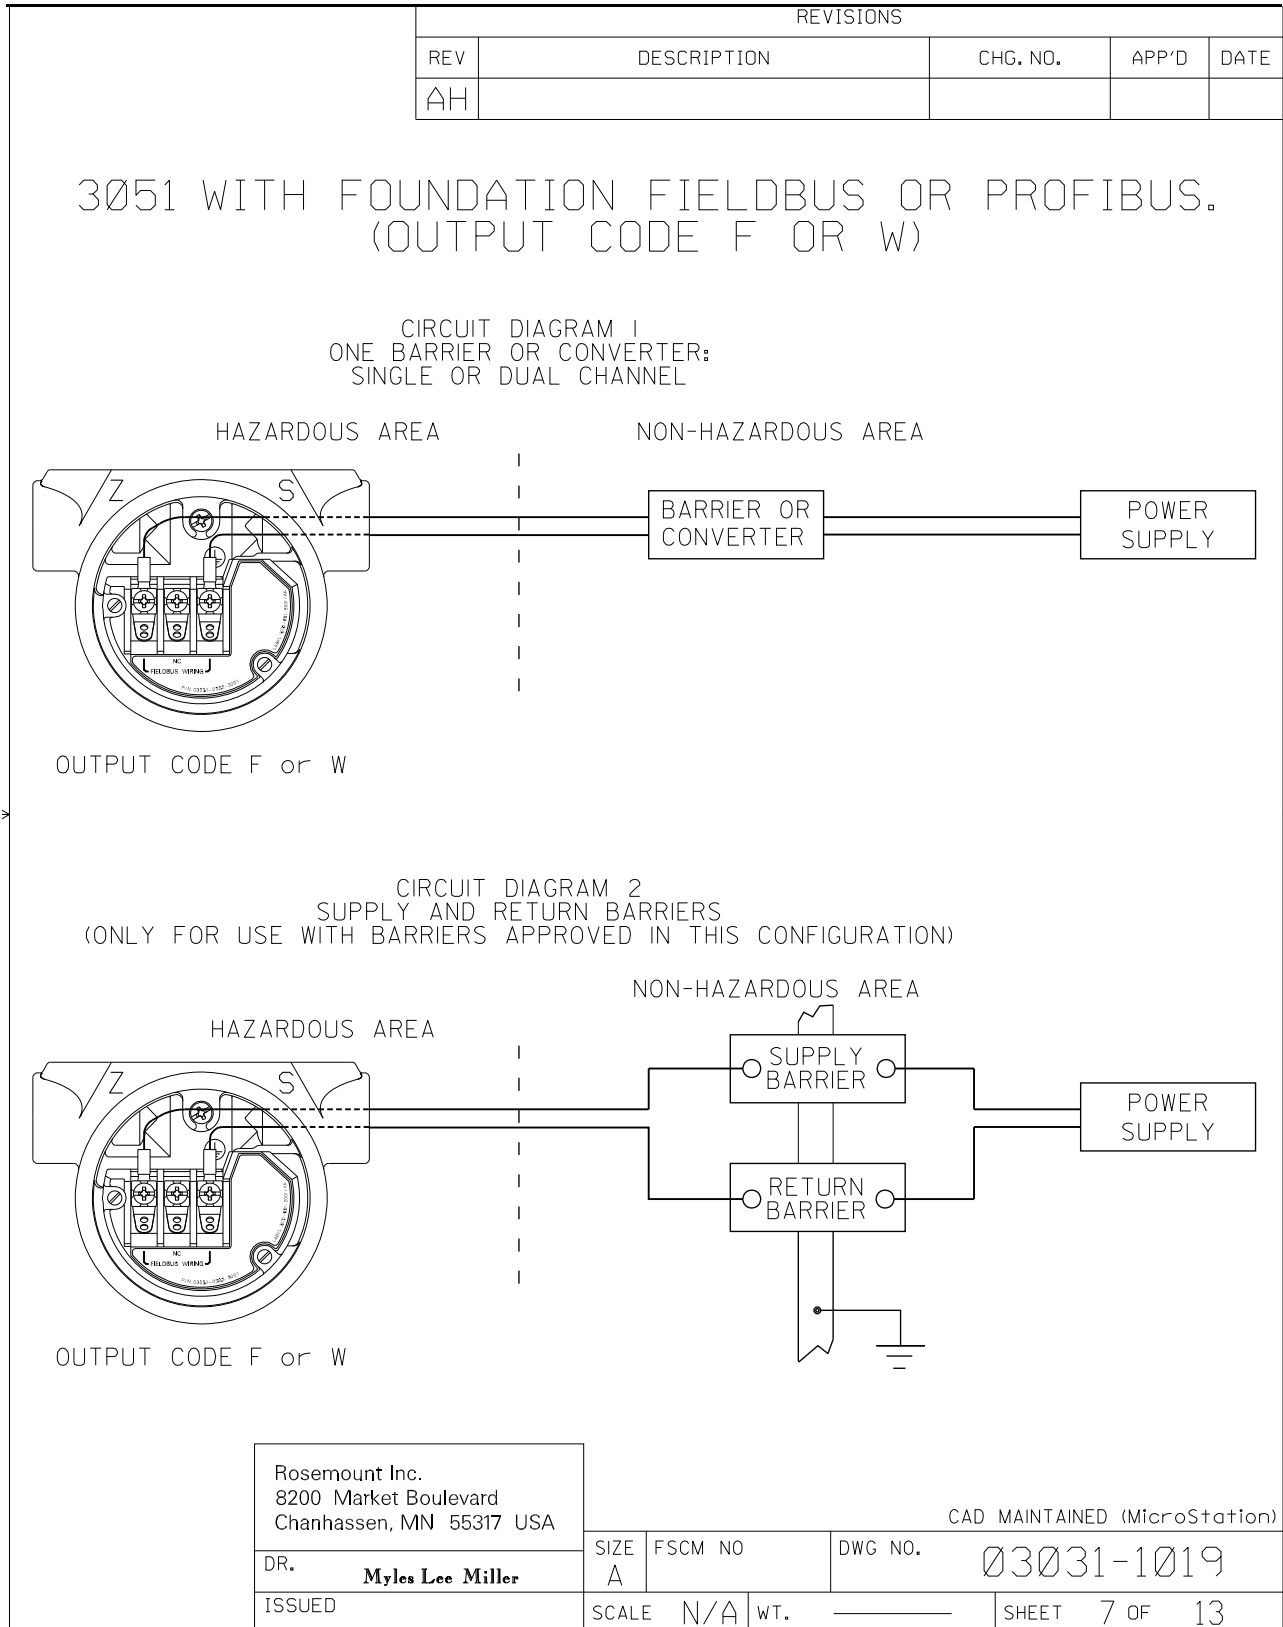 REVISIONS
REV DESCRIPTION CHG. NO. APP'D DATE
AH
3Ø51 WITH FOUNDATION FIELDBUS OR PROFIBUS.
(OUTPUT CODE F OR W)
CIRCUIT DIAGRAM I
ONE BARRIER OR CONVERTER:
SINGLE OR DUAL CHANNEL
HAZARDOUS AREA NON-HAZARDOUS AREA
Z S
BARRIER OR
CONVERTER
POWER
SUPPLY
NC
FIELDBUS WIRING
OUTPUT CODE F or W
CIRCUIT DIAGRAM 2
SUPPLY AND RETURN BARRIERS
(ONLY FOR USE WITH BARRIERS APPROVED IN THIS CONFIGURATION)
NON-HAZARDOUS AREA
HAZARDOUS AREA
Z S
SUPPLY
BARRIER
POWER
SUPPLY
RETURN
BARRIER
NC
FIELDBUS WIRING
OUTPUT CODE F or W
Rosemount Inc.
8200 Market Boulevard
Chanhassen, MN 55317 USA
CAD MAINTAINED (MicroStation)
DR. Myles Lee Miller
SIZE A FSCM NO DWG NO. Ø3Ø31-1Ø19
ISSUED
SCALE N/A WT. SHEET 7 OF 13